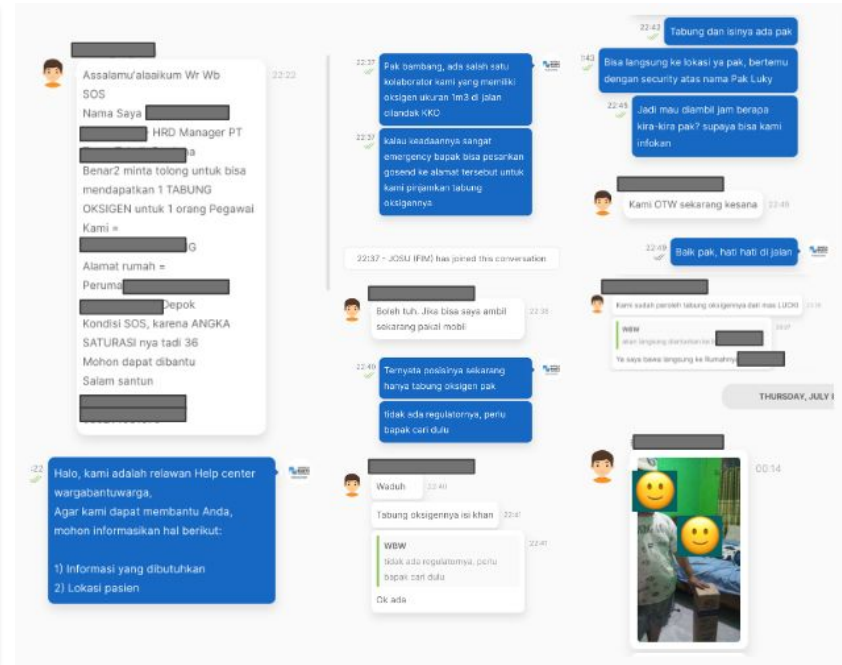 Assalamu'alaaikum Wr Wb
22:22
SOS
Nama Saya
HRD Manager PT
Benar2 minta tolong untuk bisa
mendapatkan 1 TABUNG
OKSIGEN untuk 1 orang Pegawai
Kami =
Alamat rumah =
Peruma
Depok
Kondisi SOS, karena ANGKA
SATURASI nya tadi 36
Mohon dapat dibantu
Salam santun
:22
Halo, kami adalah relawan Help center
wargabantuwarga,
Agar kami dapat membantu Anda,
mohon informasikan hal berikut:
1) Informasi yang dibutuhkan
2) Lokasi pasien
22:37
Pak bambang, ada salah satu
kolaborator kami yang memiliki
oksigen ukuran 1m3 di jalan
cilandak KKO
22:37
kalau keadaannya sangat
emergency bapak bisa pesankan
gosend ke alamat tersebut untuk
kami pinjamkan tabung
oksigennya
22:37 - JOSU (FIM) has joined this conversation
Boleh tuh. Jika bisa saya ambil
sekarang pakai mobil
22:38
22:40
Ternyata posisinya sekarang
hanya tabung oksigen pak
tidak ada regulatornya, perlu
bapak cari dulu
Waduh
22:40
Tabung oksigennya isi khan
22:41
WBW
22:41
tidak ada regulatornya, perlu
bapak cari dulu
Ok ada
22:42
Tabung dan isinya ada pak
Bisa langsung ke lokasi ya pak, bertemu
dengan security atas nama Pak Luky
22:45
Jadi mau diambil jam berapa
kira-kira pak? supaya bisa kami
infokan
Kami OTW sekarang kesana
22:49
Baik pak, hati hati di jalan
Kami sudah peroleh tabung oksigennya dari mas LUCKI
WBW
akan langsung diantarkan ke
Ya saya bawa langsung ke Rumahnya
THURSDAY, JULY
00:14